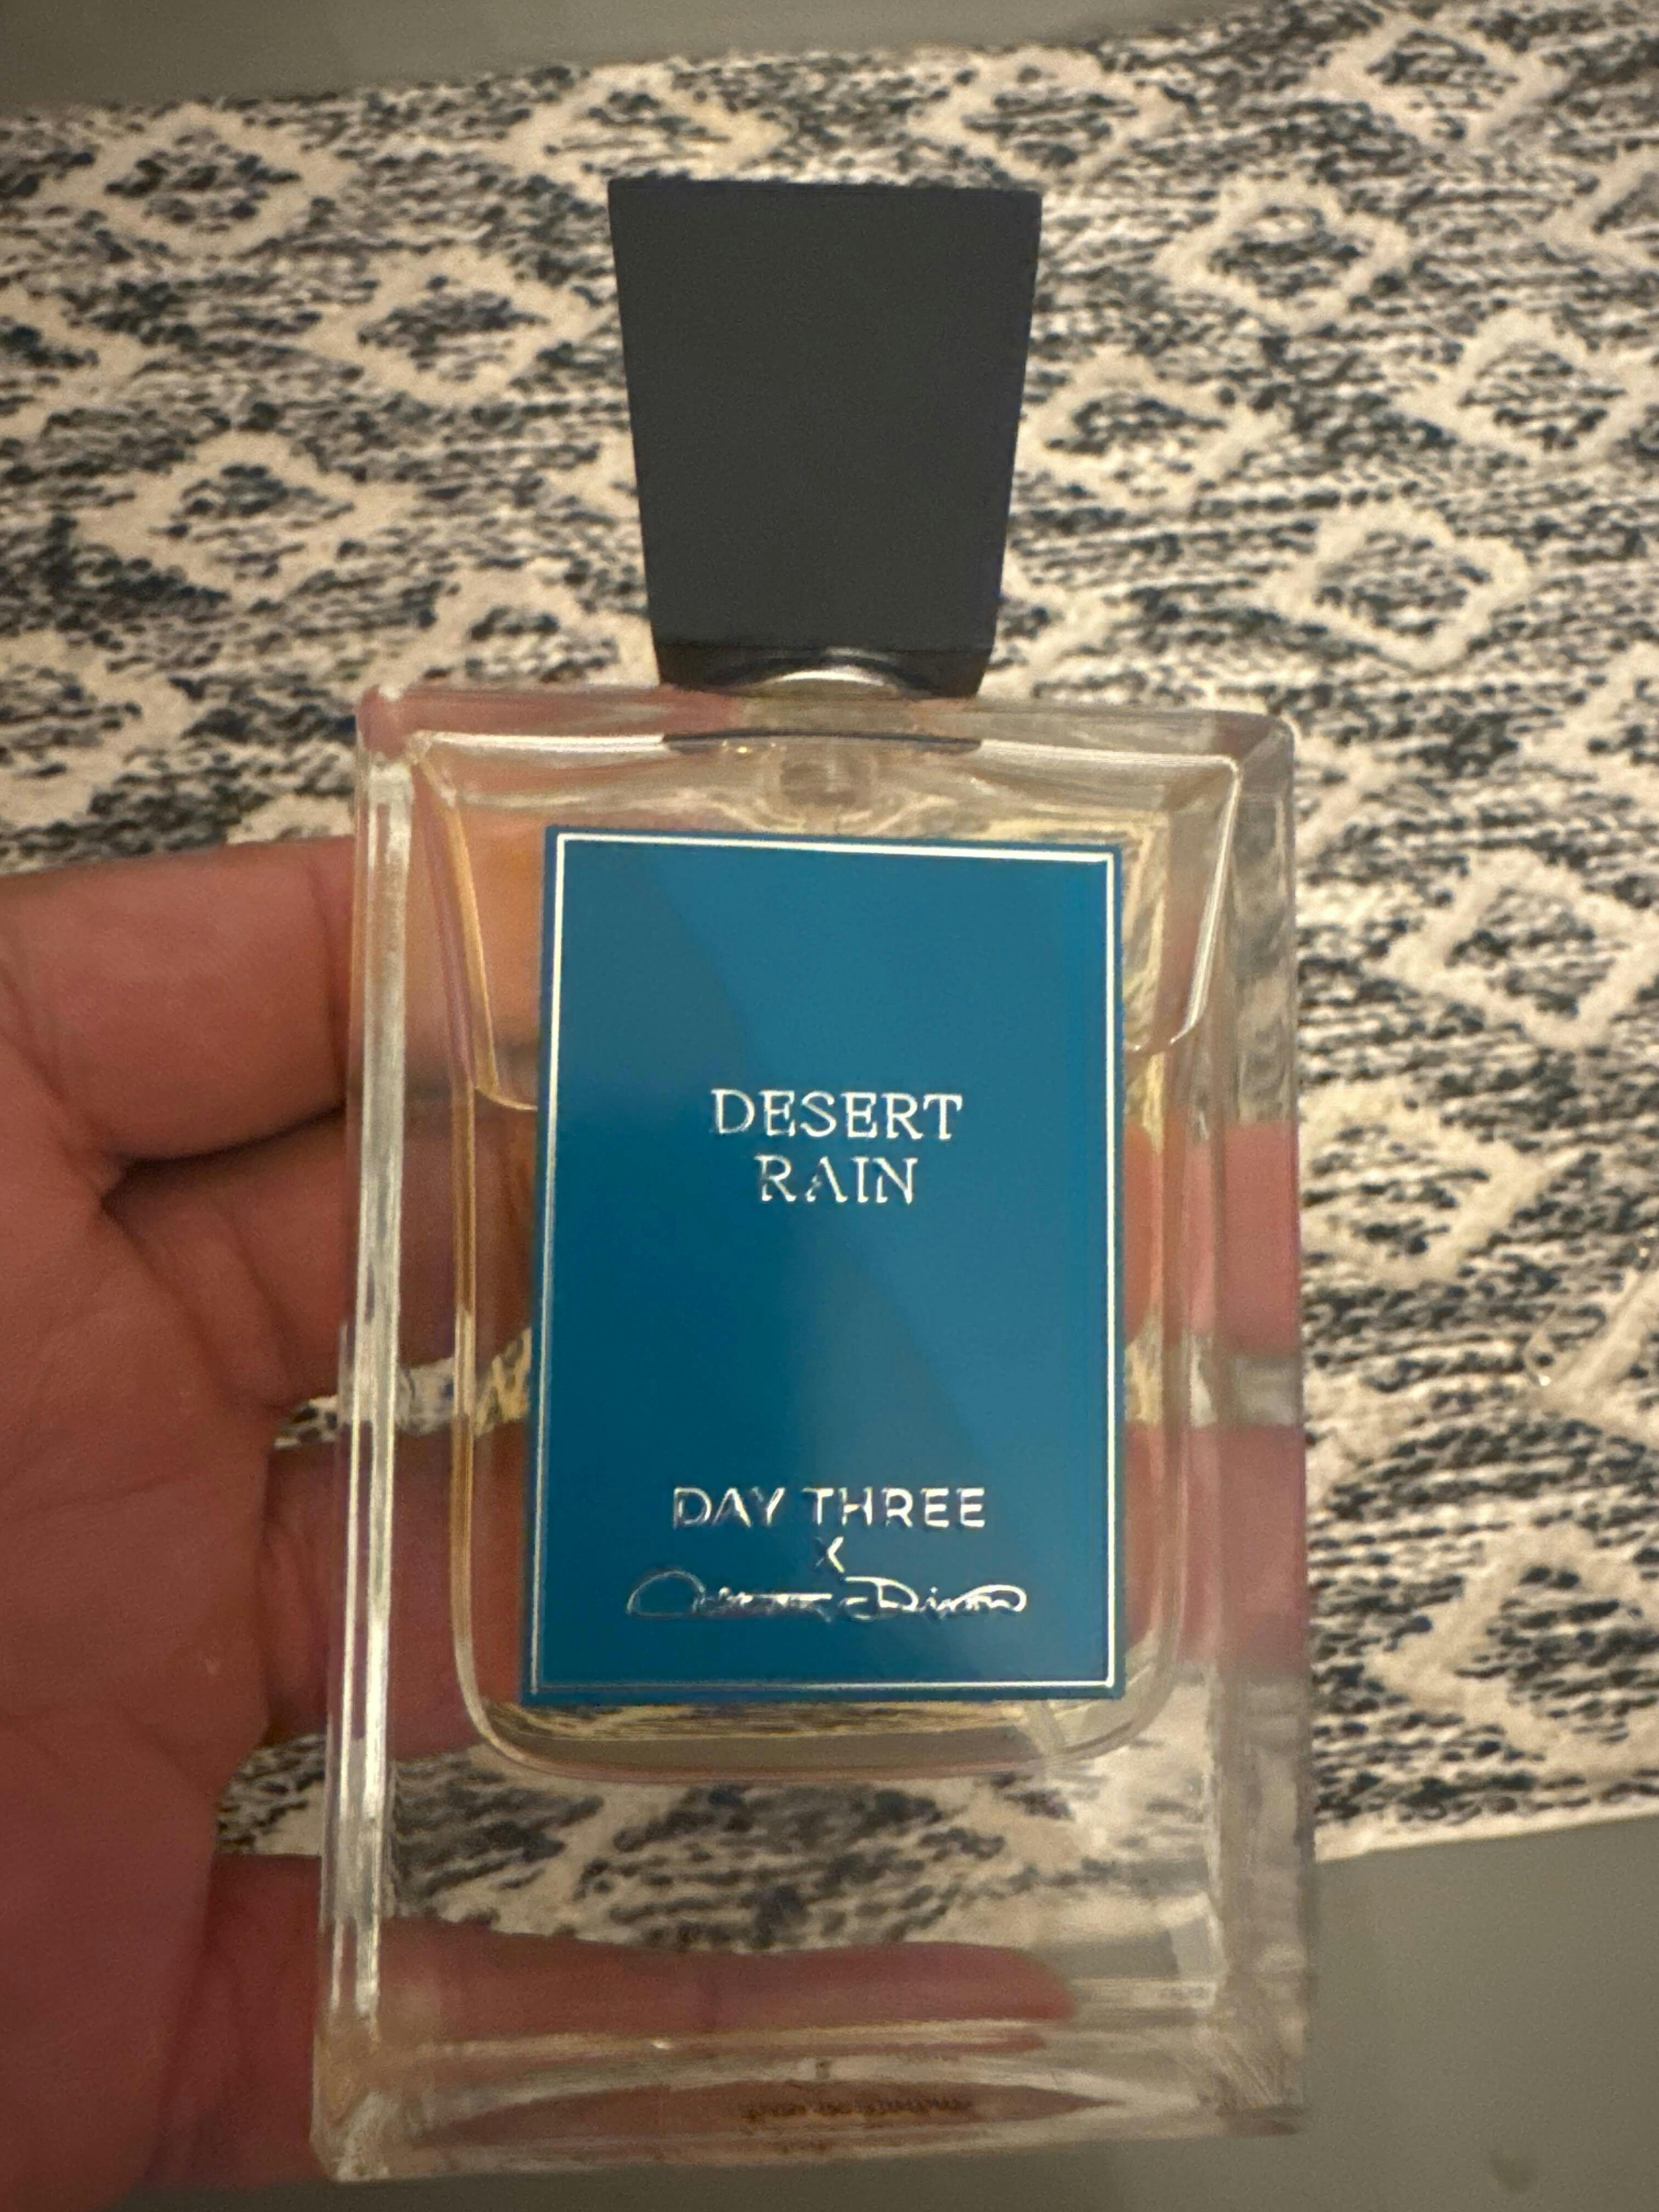 DESERT
RAIN
DAY THREE
X